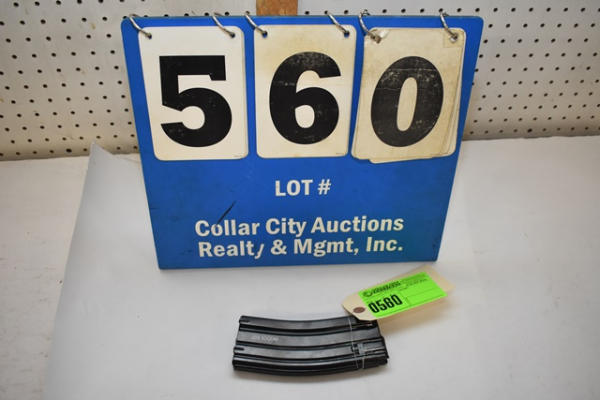 560
LOT #
Collar City Auctions
Realty & Mgmt, Inc.
0580